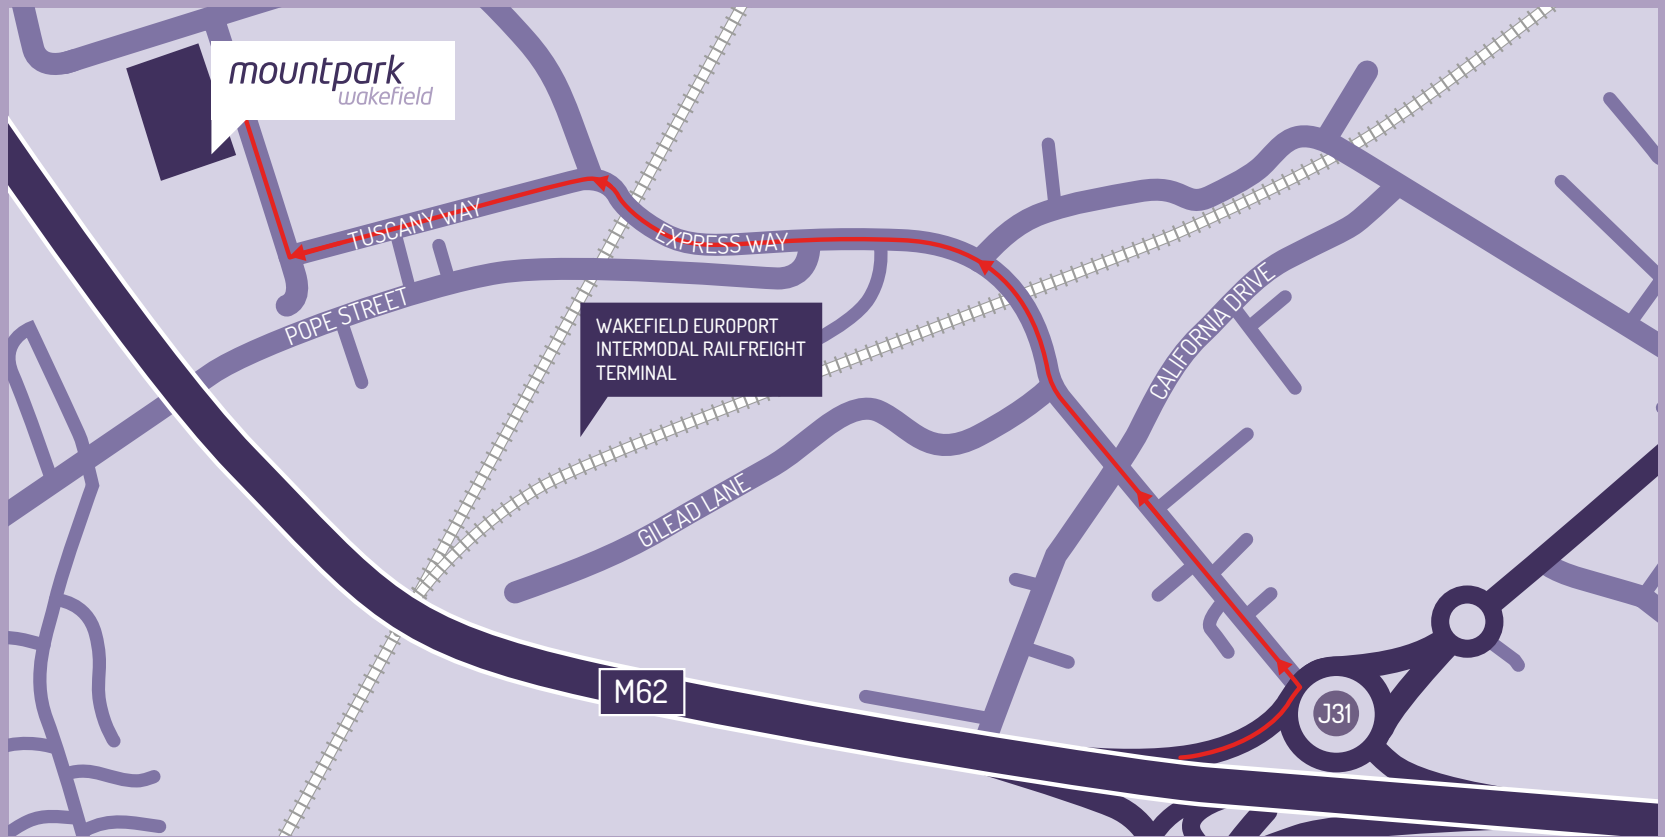 mountpark
wakefield
TUSCANY WAY
EXPRESS WAY
POPE STREET
WAKEFIELD EUROPORT
INTERMODAL RAILFREIGHT
TERMINAL
CALIFORNIA DRIVE
GILEAD LANE
M62
J31